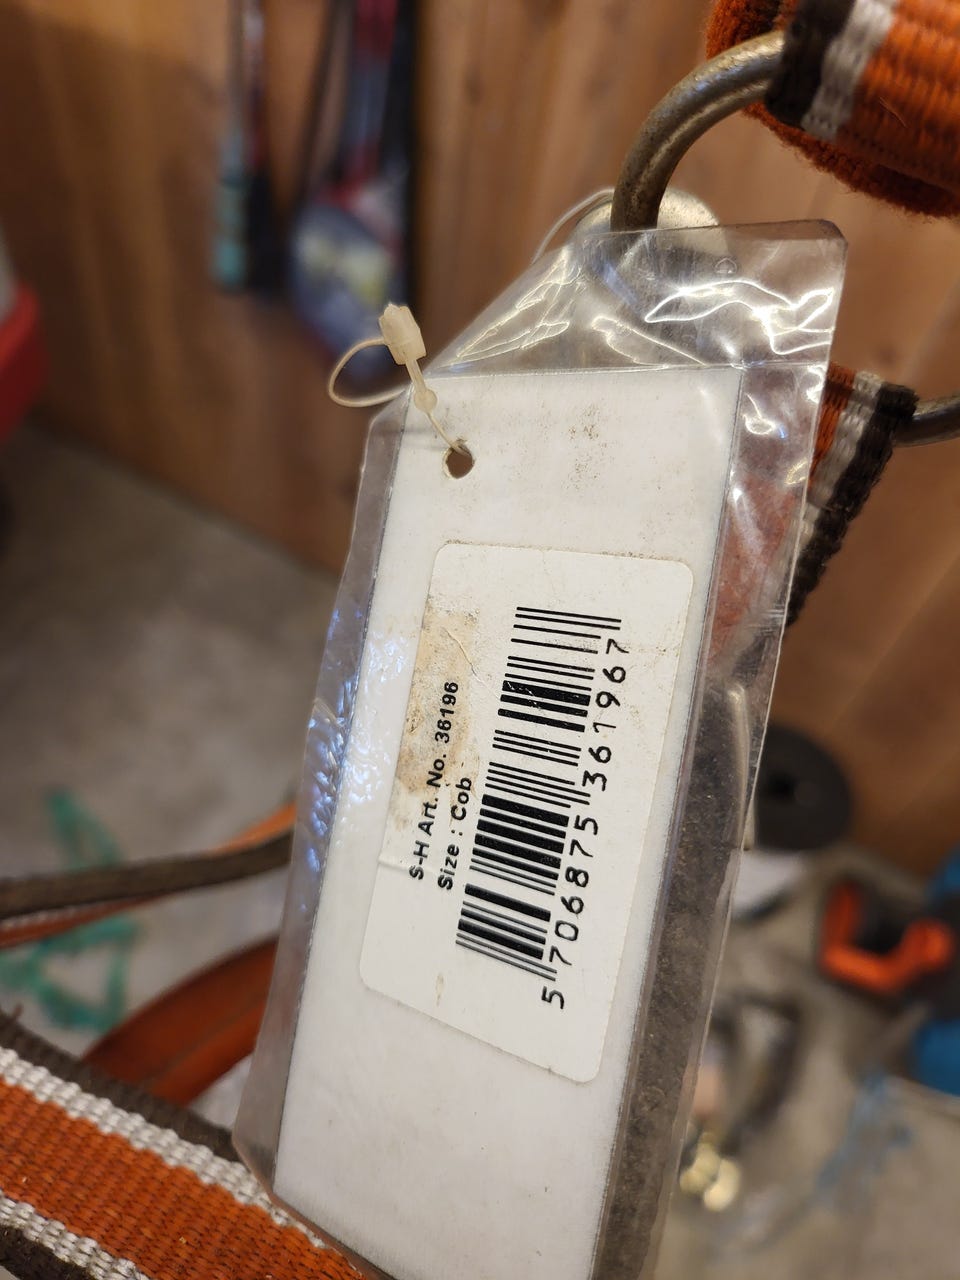 S-H Art. No. 36196
Size : Cob
5 706875 361967